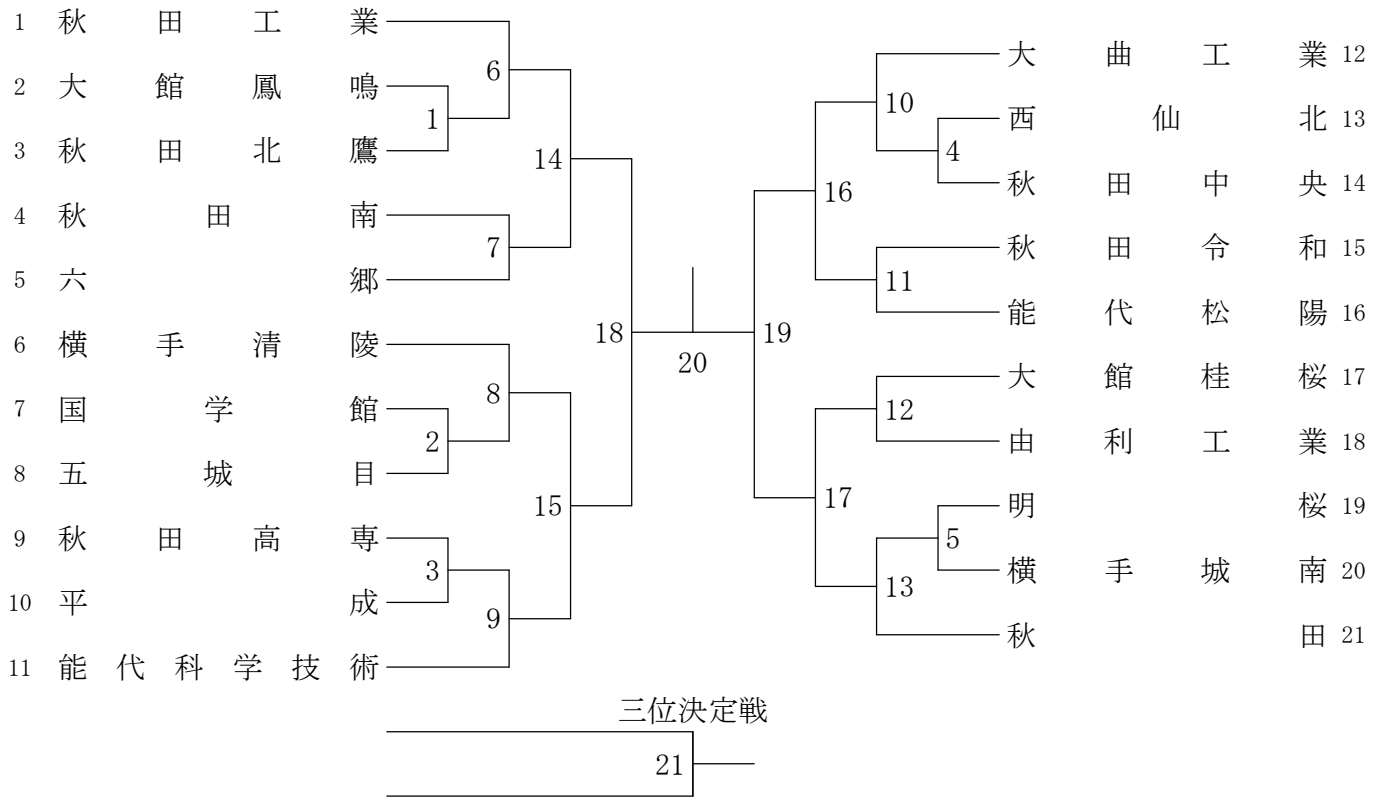 1 秋田工業
2 大館鳳鳴
3 秋田北鷹
4 秋田南
5 六郷
6 横手清陵
7 国学館
8 五城目
9 秋田高専
10 平成
11 能代科学技術
6
1
14
7
18
8
2
15
3
9
20
大曲工業 12
西仙北 13
秋田中央 14
秋田令和 15
能代松陽 16
大館桂桜 17
由利工業 18
明桜 19
横手城南 20
秋田 21
10
4
16
11
19
12
17
5
13
三位決定戦
21